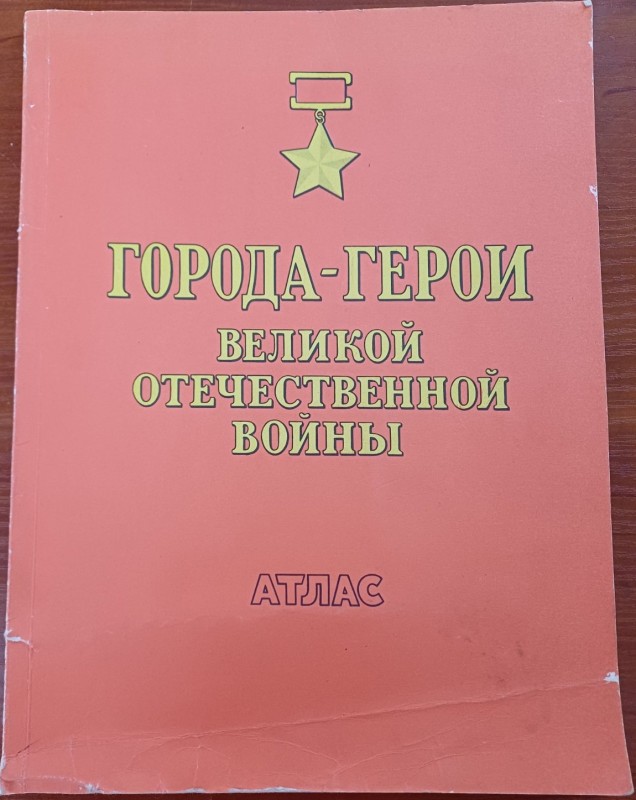 ГОРОДА-ГЕРОИ
ВЕЛИКОЙ
ОТЕЧЕСТВЕННОЙ
ВОЙНЫ
АТЛАС